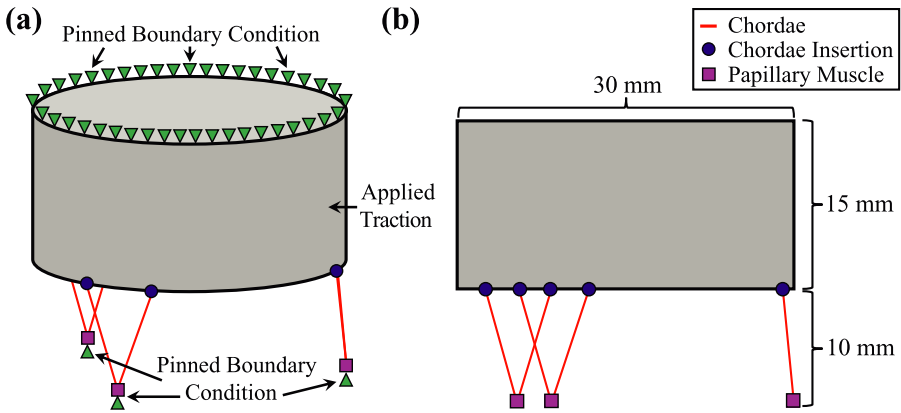 (a)
Pinned Boundary Condition
Applied
Traction
Pinned Boundary
Condition
(b)
Chordae
Chordae Insertion
Papillary Muscle
30 mm
15 mm
10 mm